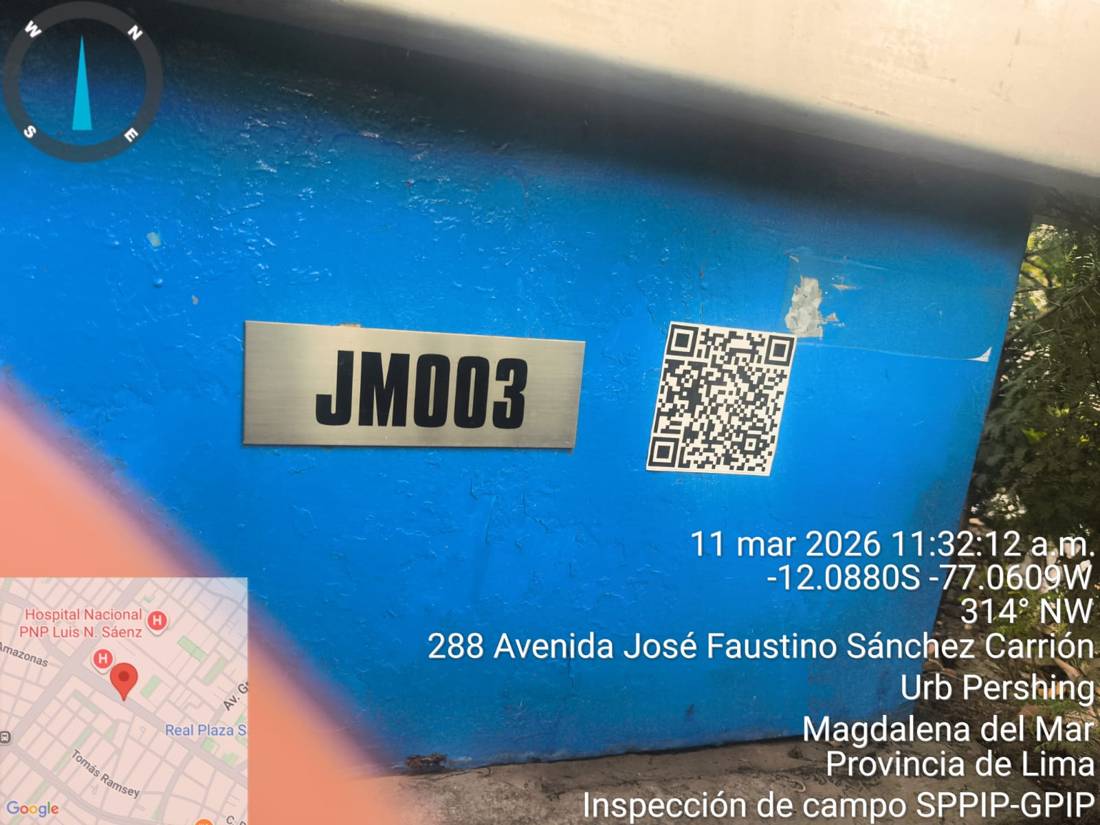 W
N
S
E
JM003
11 mar 2026 11:32:12 a.m.
-12.0880S -77.0609W
314° NW
288 Avenida José Faustino Sánchez Carrión
Urb Pershing
Magdalena del Mar
Provincia de Lima
Inspección de campo SPPIP-GPIP
Hospital Nacional
PNP Luis N. Sáenz
H
H
Amazonas
Av. G
Real Plaza S
Tomás Ramsey
Google